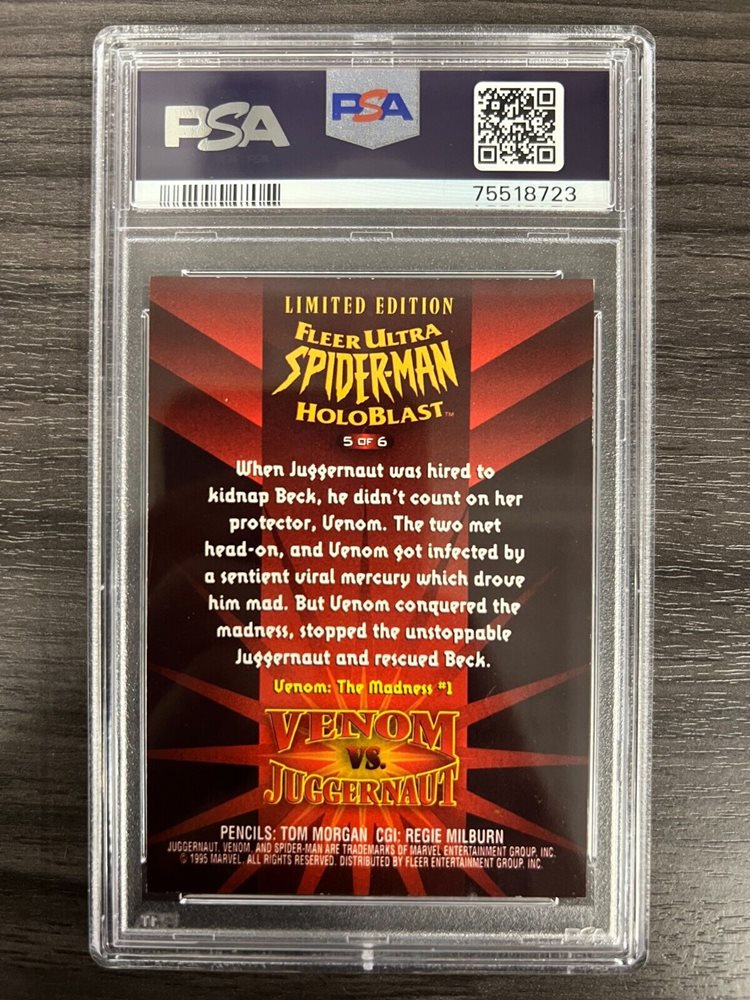 PSA
PSA
75518723
LIMITED EDITION
FLEER ULTRA
SPIDER-MAN
HOLOBLAST™
5 OF 6
When Juggernaut was hired to
kidnap Beck, he didn't count on her
protector, Venom. The two met
head-on, and Venom got infected by
a sentient viral mercury which drove
him mad. But Venom conquered the
madness, stopped the unstoppable
Juggernaut and rescued Beck.
Venom: The Madness #1
VENOM
VS.
JUGGERNAUT
PENCILS: TOM MORGAN CGI: REGIE MILBURN
JUGGERNAUT, VENOM, AND SPIDER-MAN ARE TRADEMARKS OF MARVEL ENTERTAINMENT GROUP, INC.
© 1995 MARVEL. ALL RIGHTS RESERVED. DISTRIBUTED BY FLEER ENTERTAINMENT GROUP, INC.